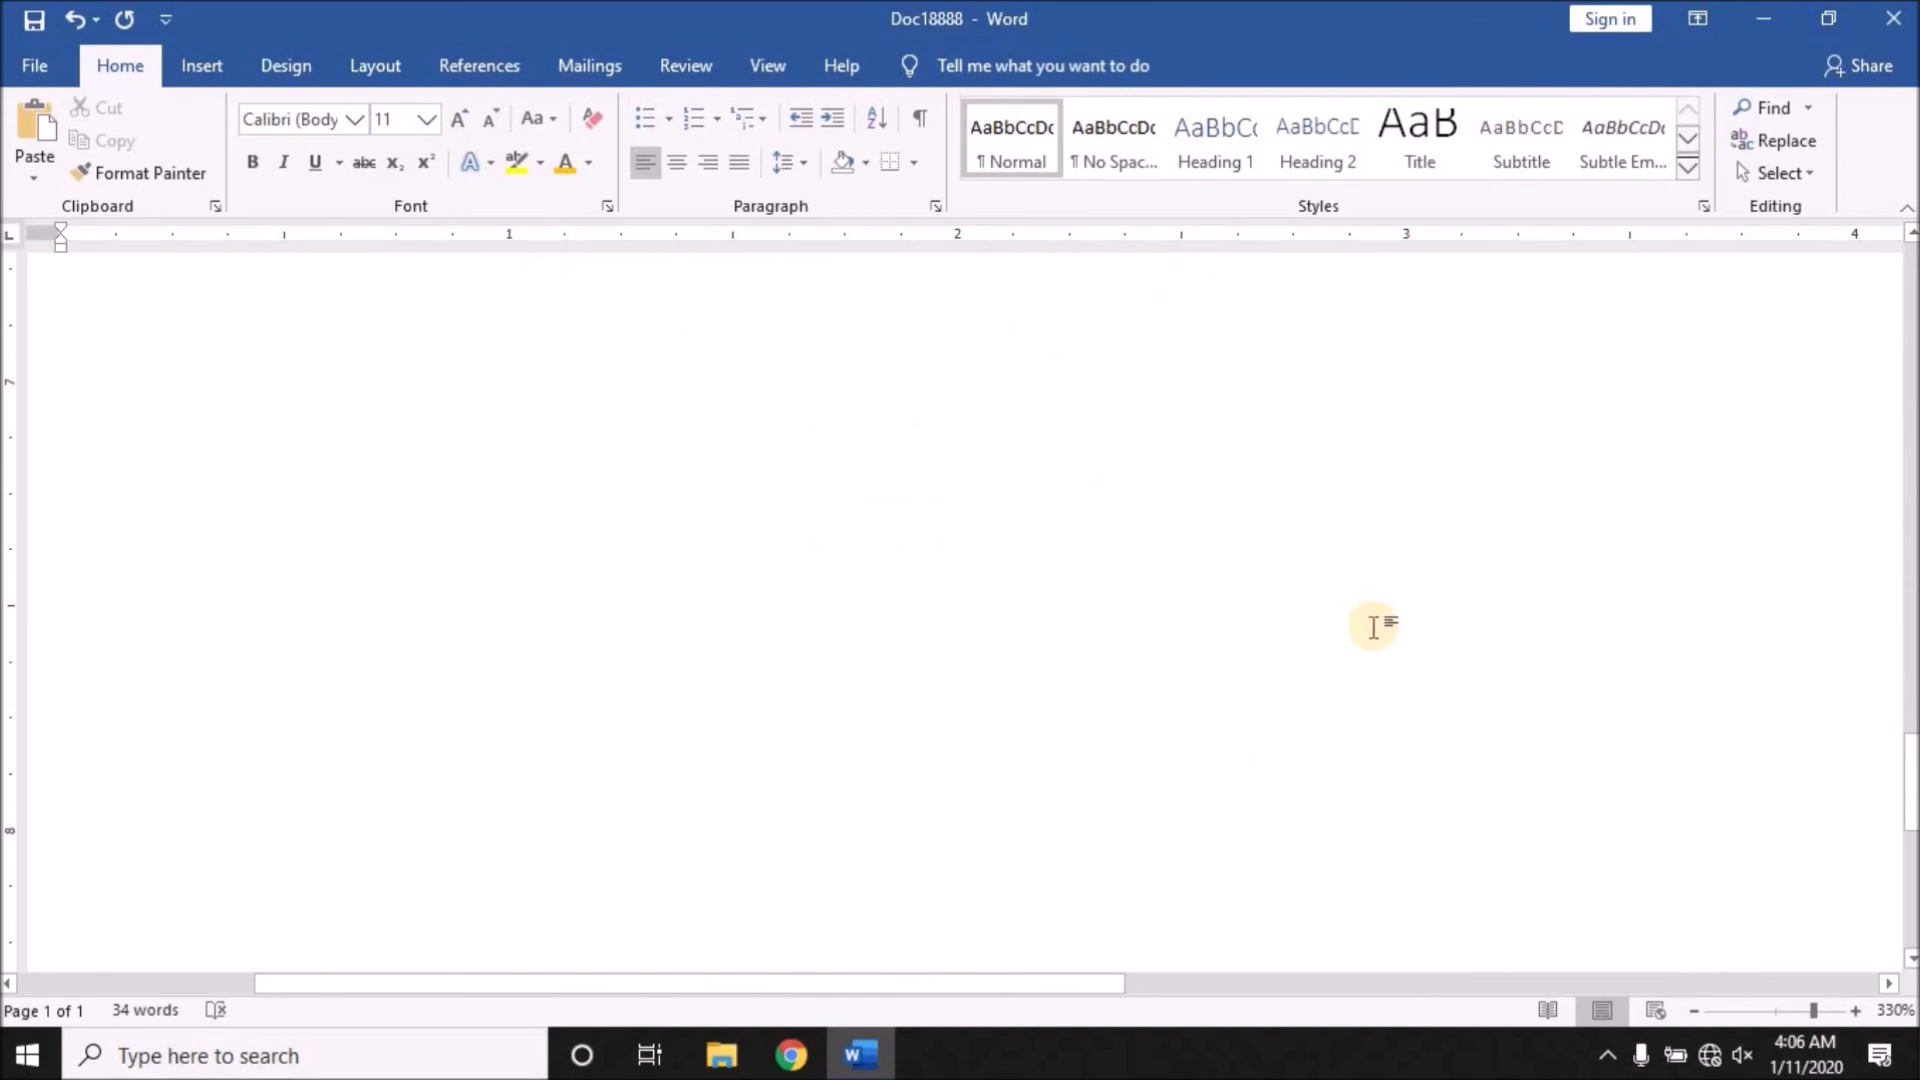 Doc18888 - Word
Sign in
File Home Insert Design Layout References Mailings Review View Help Tell me what you want to do Share
Paste
Cut
Copy
Format Painter
Clipboard
Calibri (Body 11
Aa
B I U abc x₂ x² A ab A
Font
Paragraph
AaBbCcDc AaBbCcDc AaBbCc AaBbCcD AaB AaBbCcD AaBbCcDc
¶ Normal ¶ No Spac... Heading 1 Heading 2 Title Subtitle Subtle Em...
Styles
Find
Replace
Select
Editing
1 2 3 4
7
8
Page 1 of 1 34 words 330%
Type here to search
4:06 AM
1/11/2020